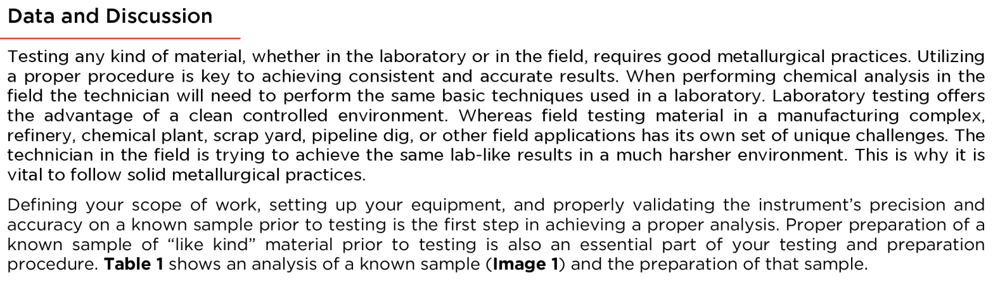 Data and Discussion
Testing any kind of material, whether in the laboratory or in the field, requires good metallurgical practices. Utilizing
a proper procedure is key to achieving consistent and accurate results. When performing chemical analysis in the
field the technician will need to perform the same basic techniques used in a laboratory. Laboratory testing offers
the advantage of a clean controlled environment. Whereas field testing material in a manufacturing complex,
refinery, chemical plant, scrap yard, pipeline dig, or other field applications has its own set of unique challenges. The
technician in the field is trying to achieve the same lab-like results in a much harsher environment. This is why it is
vital to follow solid metallurgical practices.
Defining your scope of work, setting up your equipment, and properly validating the instrument’s precision and
accuracy on a known sample prior to testing is the first step in achieving a proper analysis. Proper preparation of a
known sample of “like kind” material prior to testing is also an essential part of your testing and preparation
procedure. Table 1 shows an analysis of a known sample (Image 1) and the preparation of that sample.